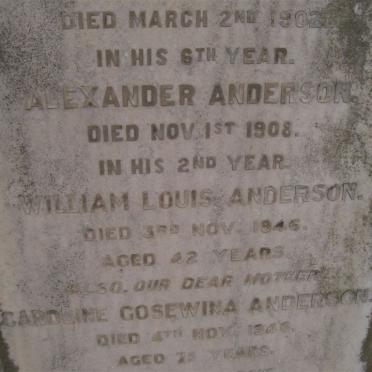 DIED MARCH 2ND 1902.
IN HIS 6TH YEAR.
ALEXANDER ANDERSON.
DIED NOV. 1ST 1908.
IN HIS 2ND YEAR.
WILLIAM LOUIS ANDERSON.
DIED 3RD NOV. 1946.
AGED 42 YEARS.
ALSO. OUR DEAR MOTHER
CAROLINE GOSEWINA ANDERSON.
DIED 4TH NOV. 1946.
AGED 75 YEARS.